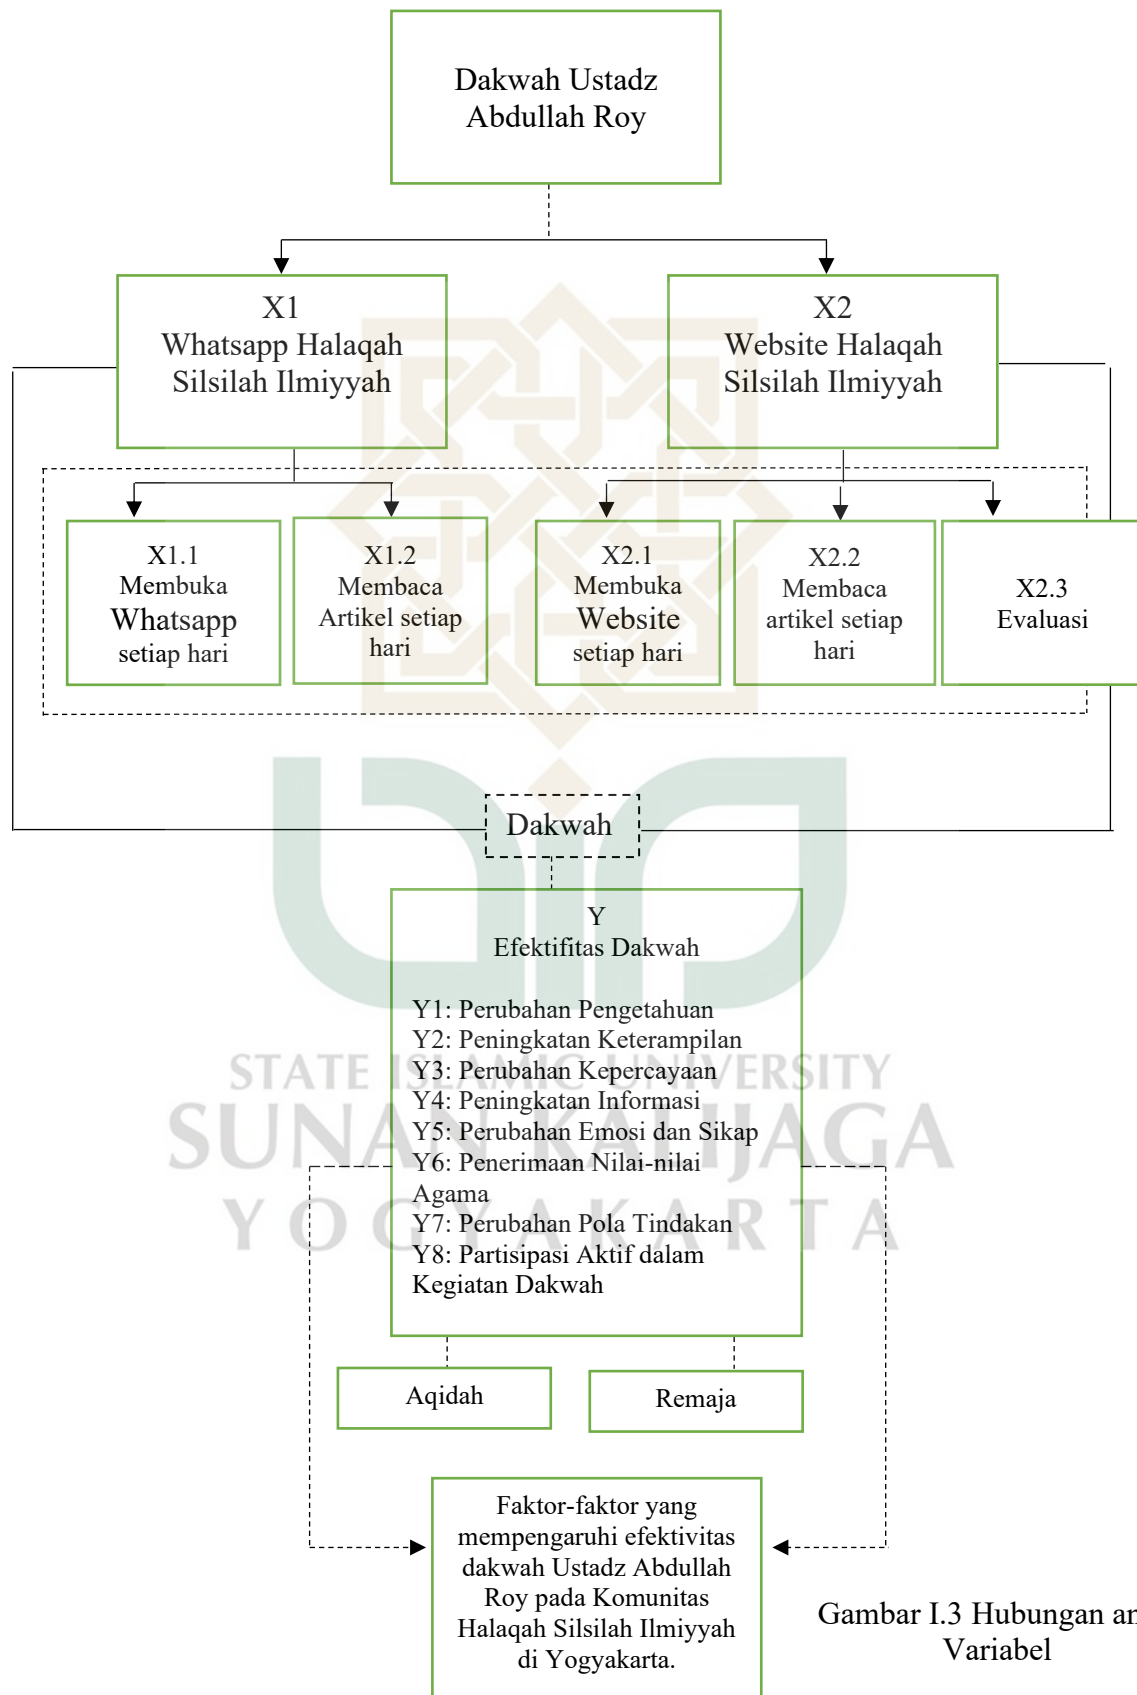 Dakwah Ustadz
Abdullah Roy
X1
Whatsapp Halaqah
Silsilah Ilmiyyah
X2
Website Halaqah
Silsilah Ilmiyyah
X1.1
Membuka
Whatsapp
setiap hari
X1.2
Membaca
Artikel setiap
hari
X2.1
Membuka
Website
setiap hari
X2.2
Membaca
artikel setiap
hari
X2.3
Evaluasi
Dakwah
Y
Efektifitas Dakwah
Y1: Perubahan Pengetahuan
Y2: Peningkatan Keterampilan
Y3: Perubahan Kepercayaan
Y4: Peningkatan Informasi
Y5: Perubahan Emosi dan Sikap
Y6: Penerimaan Nilai-nilai
Agama
Y7: Perubahan Pola Tindakan
Y8: Partisipasi Aktif dalam
Kegiatan Dakwah
STATE ISLAMIC UNIVERSITY
SUNAN KALIJAGA
YOGYAKARTA
Aqidah
Remaja
Faktor-faktor yang
mempengaruhi efektivitas
dakwah Ustadz Abdullah
Roy pada Komunitas
Halaqah Silsilah Ilmiyyah
di Yogyakarta.
Gambar I.3 Hubungan
Variabel